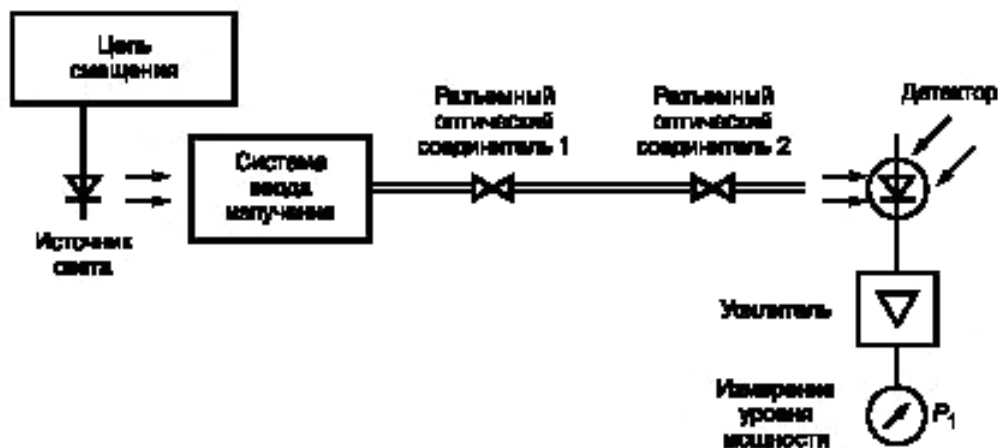 Цепь
смещения
Источник
света
Система
ввода
излучения
Разъемный
оптический
соединитель 1
Разъемный
оптический
соединитель 2
Детектор
Усилитель
Измерение
уровня
мощности
P1